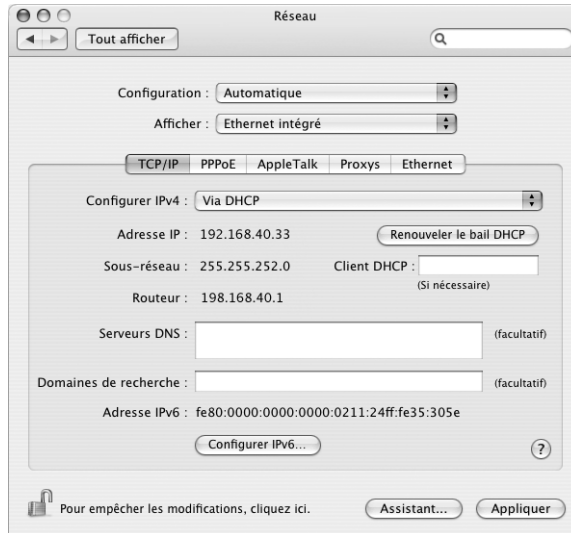 Réseau
Tout afficher
Configuration : Automatique
Afficher : Ethernet intégré
TCP/IP PPPoE AppleTalk Proxys Ethernet
Configurer IPv4 : Via DHCP
Adresse IP : 192.168.40.33 Renouveler le bail DHCP
Sous-réseau : 255.255.252.0 Client DHCP :
(Si nécessaire)
Routeur : 198.168.40.1
Serveurs DNS : (facultatif)
Domaines de recherche : (facultatif)
Adresse IPv6 : fe80:0000:0000:0000:0211:24ff:fe35:305e
Configurer IPv6... ?
Pour empêcher les modifications, cliquez ici. Assistant... Appliquer